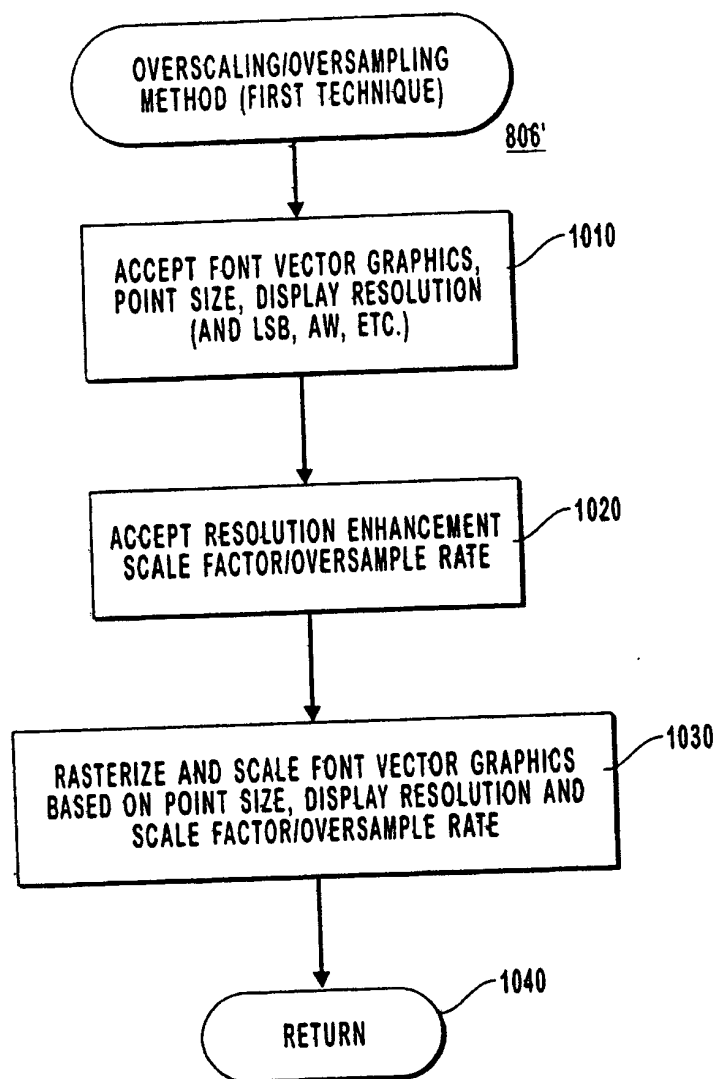 OVERSCALING/OVERSAMPLING
METHOD (FIRST TECHNIQUE)
806'
ACCEPT FONT VECTOR GRAPHICS,
POINT SIZE, DISPLAY RESOLUTION
(AND LSB, AW, ETC.)
1010
ACCEPT RESOLUTION ENHANCEMENT
SCALE FACTOR/OVERSAMPLE RATE
1020
RASTERIZE AND SCALE FONT VECTOR GRAPHICS
BASED ON POINT SIZE, DISPLAY RESOLUTION AND
SCALE FACTOR/OVERSAMPLE RATE
1030
RETURN
1040